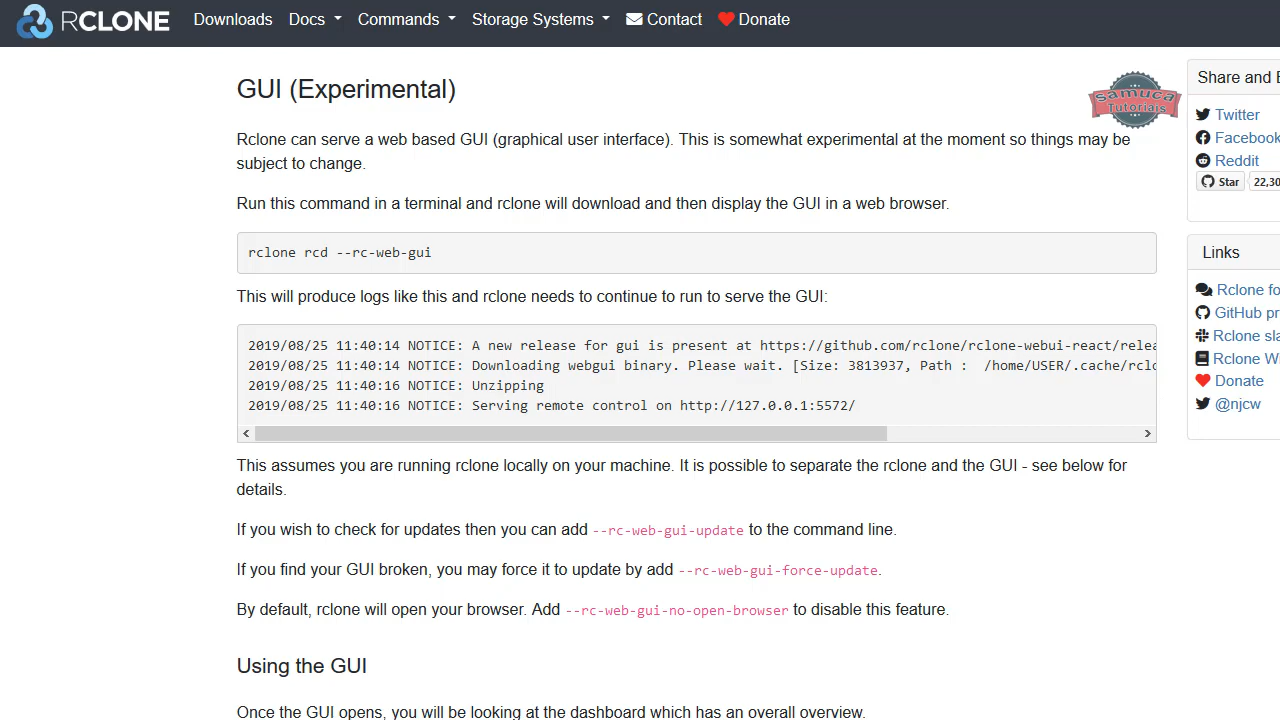 RCLONE Downloads Docs Commands Storage Systems Contact Donate
GUI (Experimental)
samuca
Tutoriais
Rclone can serve a web based GUI (graphical user interface). This is somewhat experimental at the moment so things may be
subject to change.
Run this command in a terminal and rclone will download and then display the GUI in a web browser.
rclone rcd --rc-web-gui
This will produce logs like this and rclone needs to continue to run to serve the GUI:
2019/08/25 11:40:14 NOTICE: A new release for gui is present at https://github.com/rclone/rclone-webui-react/relea
2019/08/25 11:40:14 NOTICE: Downloading webgui binary. Please wait. [Size: 3813937, Path :  /home/USER/.cache/rclo
2019/08/25 11:40:16 NOTICE: Unzipping
2019/08/25 11:40:16 NOTICE: Serving remote control on http://127.0.0.1:5572/
This assumes you are running rclone locally on your machine. It is possible to separate the rclone and the GUI - see below for
details.
If you wish to check for updates then you can add --rc-web-gui-update to the command line.
If you find your GUI broken, you may force it to update by add --rc-web-gui-force-update.
By default, rclone will open your browser. Add --rc-web-gui-no-open-browser to disable this feature.
Using the GUI
Once the GUI opens, you will be looking at the dashboard which has an overall overview.
Share and E
Twitter
Facebook
Reddit
Star 22,30
Links
Rclone fo
GitHub pr
Rclone sla
Rclone Wi
Donate
@njcw